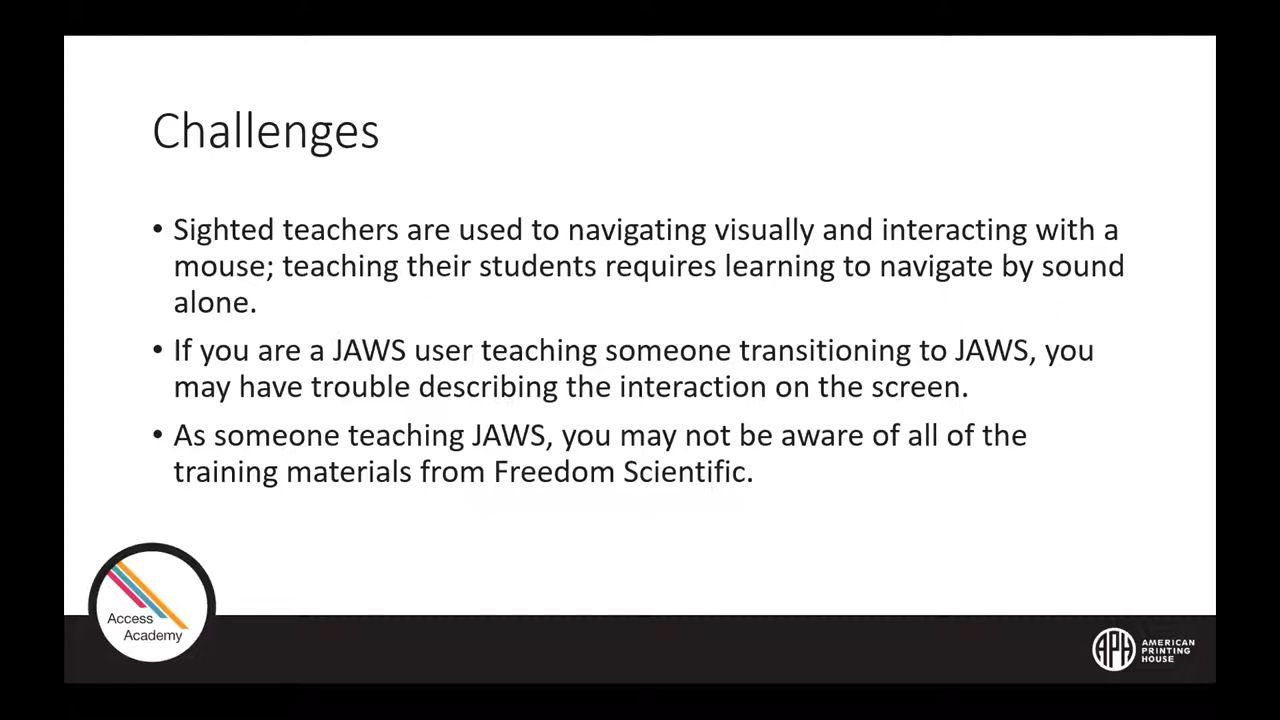 Challenges
• Sighted teachers are used to navigating visually and interacting with a
mouse; teaching their students requires learning to navigate by sound
alone.
• If you are a JAWS user teaching someone transitioning to JAWS, you
may have trouble describing the interaction on the screen.
• As someone teaching JAWS, you may not be aware of all of the
training materials from Freedom Scientific.
Access
Academy
APH
AMERICAN
PRINTING
HOUSE